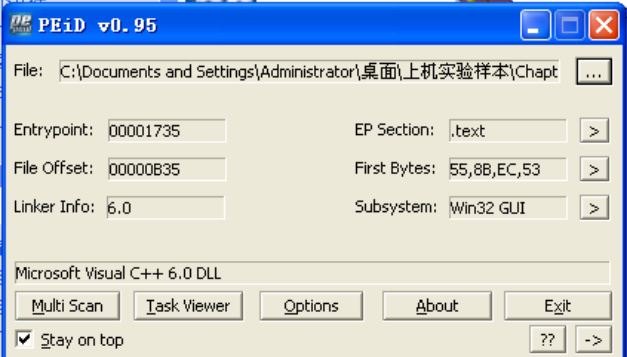 PEiD v0.95
File: C:\Documents and Settings\Administrator\桌面\上机实验样本\Chapt ...
Entrypoint: 00001735 EP Section: .text >
File Offset: 00000B35 First Bytes: 55,8B,EC,53 >
Linker Info: 6.0 Subsystem: Win32 GUI >
Microsoft Visual C++ 6.0 DLL
Multi Scan Task Viewer Options About Exit
Stay on top ?? ->